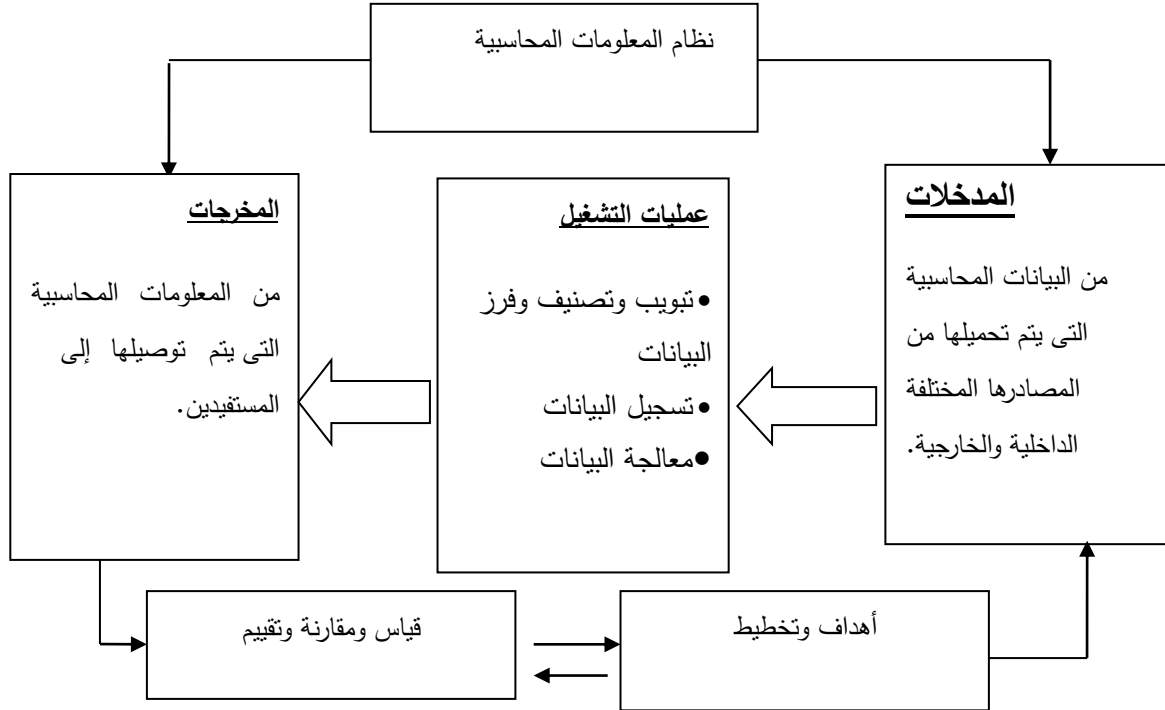 نظام المعلومات المحاسبية
المدخلات
من البيانات المحاسبية
التى يتم تحميلها من
المصادرها المختلفة
الداخلية والخارجية.
عمليات التشغيل
•تبويب وتصنيف وفرز
البيانات
•تسجيل البيانات
•معالجة البيانات
المخرجات
من المعلومات المحاسبية
التى يتم توصيلها إلى
المستفيدين.
أهداف وتخطيط
قياس ومقارنة وتقييم